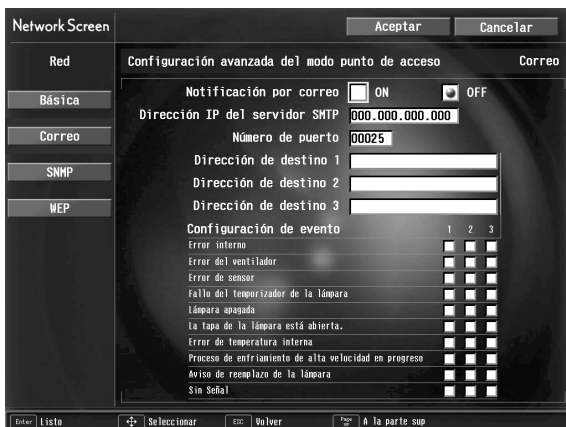 Network Screen
Aceptar
Cancelar
Red
Configuración avanzada del modo punto de acceso
Correo
Básica
Correo
SNMP
WEP
Notificación por correo ON OFF
Dirección IP del servidor SMTP 000.000.000.000
Número de puerto 00025
Dirección de destino 1
Dirección de destino 2
Dirección de destino 3
Configuración de evento 1 2 3
Error interno
Error del ventilador
Error de sensor
Fallo del temporizador de la lámpara
Lámpara apagada
La tapa de la lámpara está abierta.
Error de temperatura interna
Proceso de enfriamiento de alta velocidad en progreso
Aviso de reemplazo de la lámpara
Sin Señal
Enter Listo
Seleccionar
ESC Volver
Page UP A la parte sup